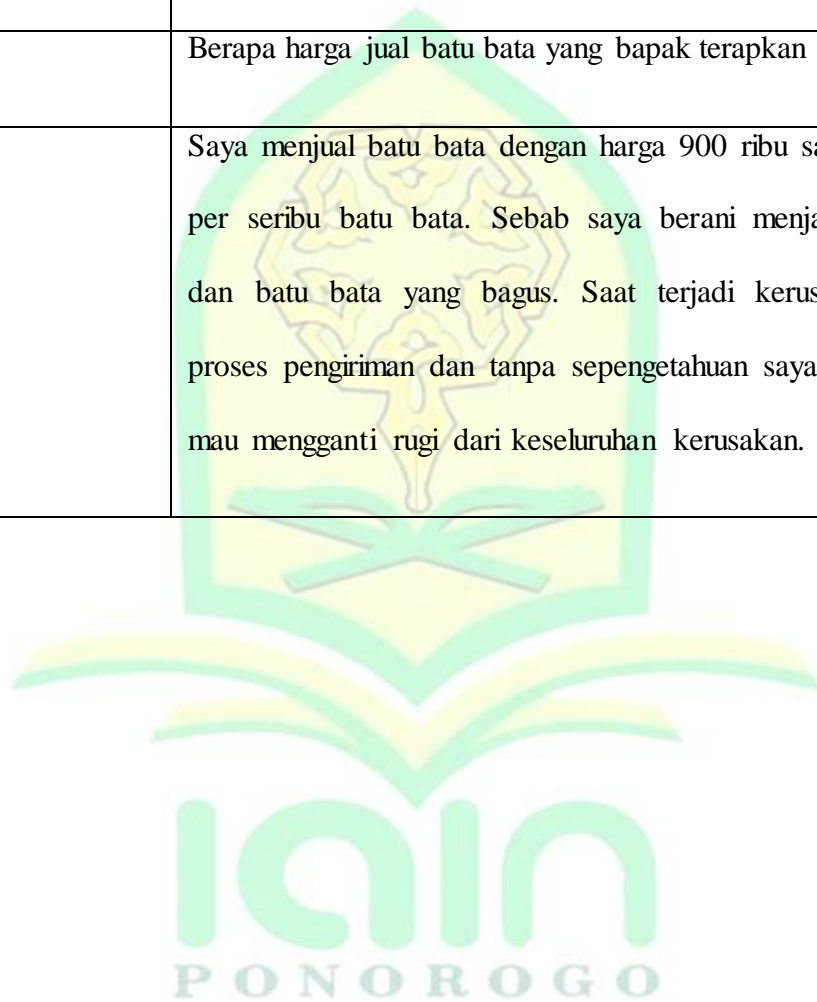 Berapa harga jual batu bata yang bapak terapkan
Saya menjual batu bata dengan harga 900 ribu
per seribu batu bata. Sebab saya berani
dan batu bata yang bagus. Saat terjadi
proses pengiriman dan tanpa sepengetahuan saya
mau mengganti rugi dari keseluruhan kerusakan.
iain
PONOROGO